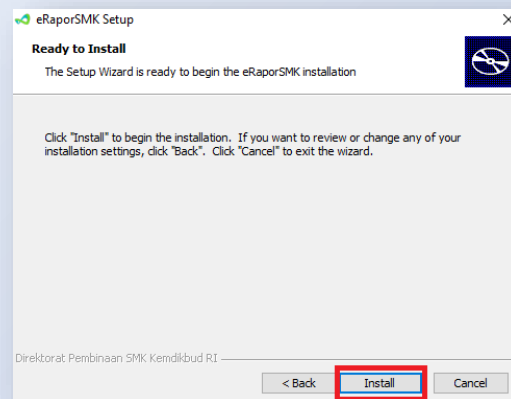 eRaporSMK Setup
Ready to Install
The Setup Wizard is ready to begin the eRaporSMK installation
Click "Install" to begin the installation. If you want to review or change any of your
installation settings, click "Back". Click "Cancel" to exit the wizard.
Direktorat Pembinaan SMK Kemdikbud RI
< Back Install Cancel